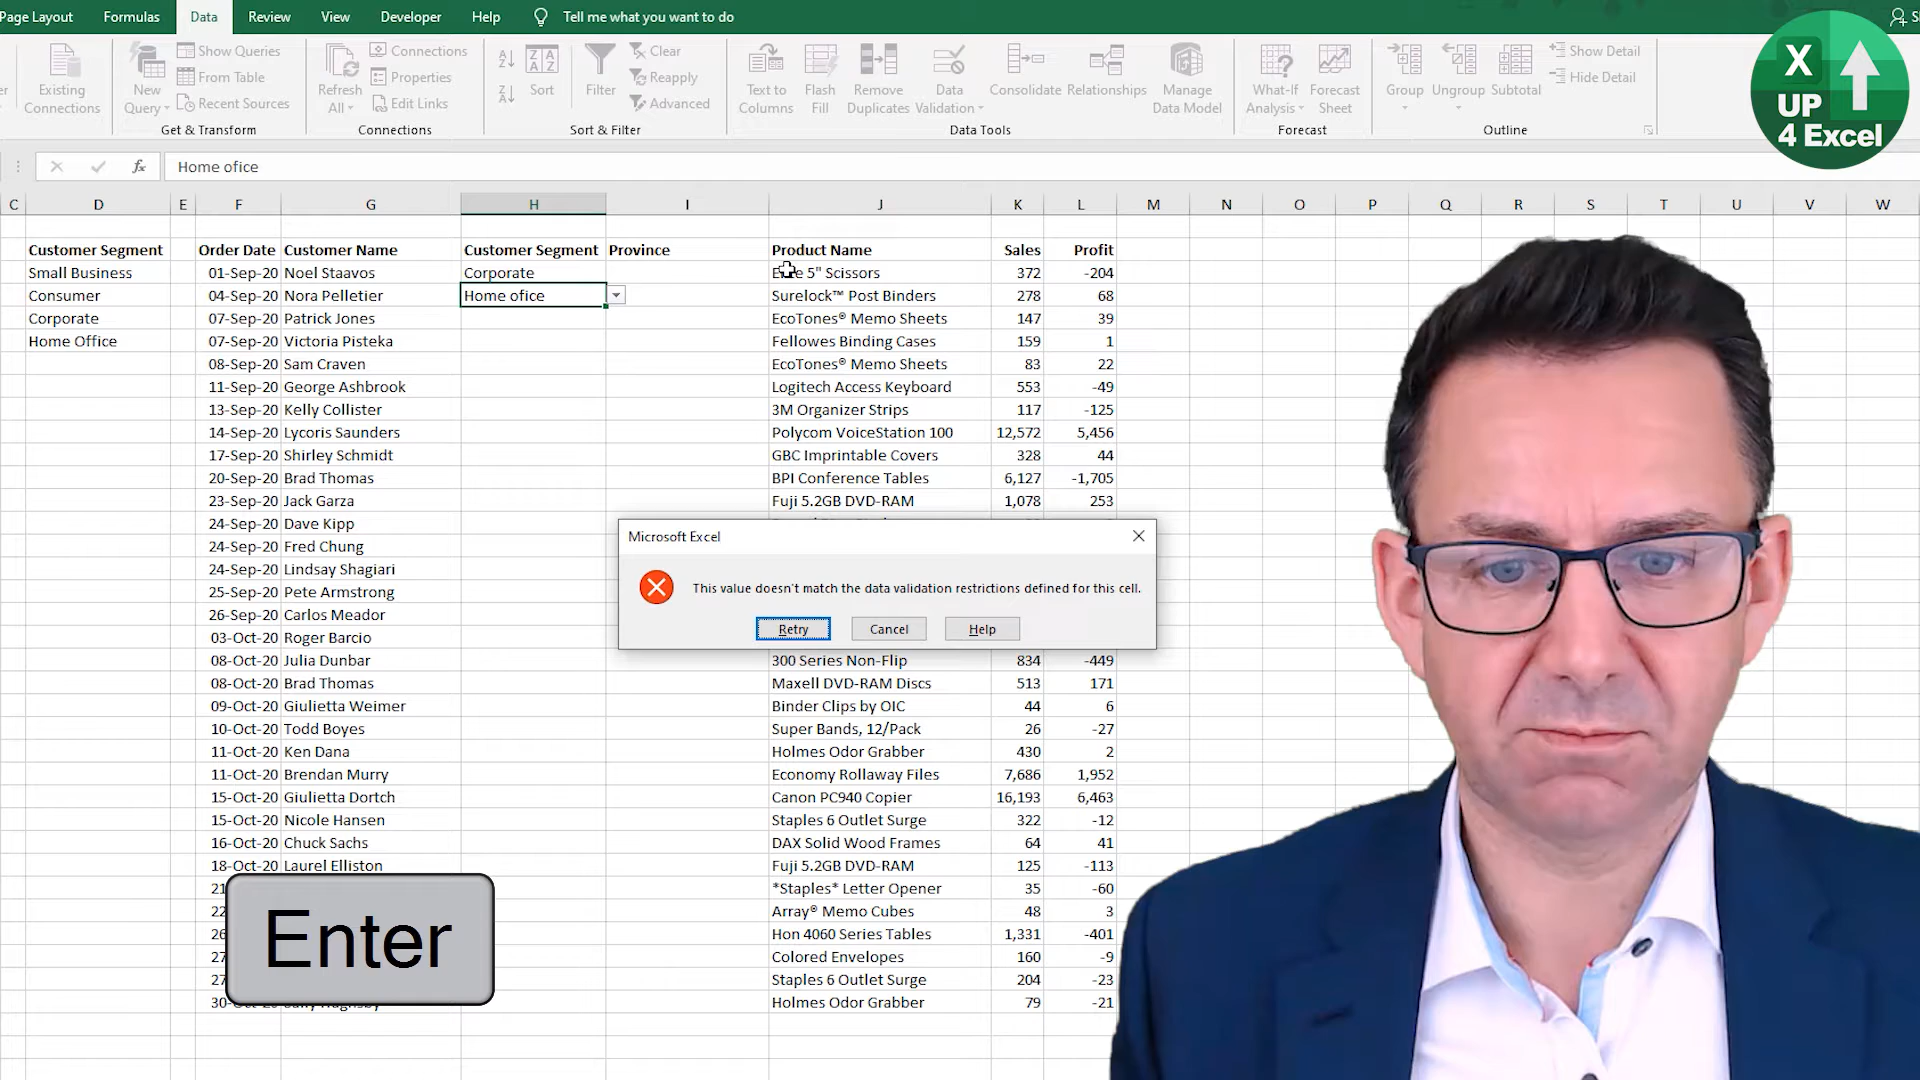 Page Layout Formulas Data Review View Developer Help Tell me what you want to do
Existing Connections New Query Show Queries From Table Recent Sources Get & Transform
Refresh All Connections Properties Edit Links Connections
Sort Filter Clear Reapply Advanced Sort & Filter
Text to Columns Flash Fill Remove Duplicates Data Validation Consolidate Relationships Manage Data Model Data Tools
What-If Analysis Forecast Sheet Forecast
Group Ungroup Subtotal Show Detail Hide Detail Outline
X UP 4 Excel
fx Home ofice
C D E F G H I J K L M N O P Q R S T U V W
Customer Segment Order Date Customer Name Customer Segment Province Product Name Sales Profit
Small Business 01-Sep-20 Noel Staavos Corporate 5" Scissors 372 -204
Consumer 04-Sep-20 Nora Pelletier Home ofice Surelock™ Post Binders 278 68
Corporate 07-Sep-20 Patrick Jones EcoTones® Memo Sheets 147 39
Home Office 07-Sep-20 Victoria Pisteka Fellowes Binding Cases 159 1
08-Sep-20 Sam Craven EcoTones® Memo Sheets 83 22
11-Sep-20 George Ashbrook Logitech Access Keyboard 553 -49
13-Sep-20 Kelly Collister 3M Organizer Strips 117 -125
14-Sep-20 Lycoris Saunders Polycom VoiceStation 100 12,572 5,456
17-Sep-20 Shirley Schmidt GBC Imprintable Covers 328 44
20-Sep-20 Brad Thomas BPI Conference Tables 6,127 -1,705
23-Sep-20 Jack Garza Fuji 5.2GB DVD-RAM 1,078 253
24-Sep-20 Dave Kipp
24-Sep-20 Fred Chung
24-Sep-20 Lindsay Shagiari
25-Sep-20 Pete Armstrong
26-Sep-20 Carlos Meador
03-Oct-20 Roger Barcio
Microsoft Excel
This value doesn't match the data validation restrictions defined for this cell.
Retry Cancel Help
08-Oct-20 Julia Dunbar 300 Series Non-Flip 834 -449
08-Oct-20 Brad Thomas Maxell DVD-RAM Discs 513 171
09-Oct-20 Giulietta Weimer Binder Clips by OIC 44 6
10-Oct-20 Todd Boyes Super Bands, 12/Pack 26 -27
11-Oct-20 Ken Dana Holmes Odor Grabber 430 2
11-Oct-20 Brendan Murry Economy Rollaway Files 7,686 1,952
15-Oct-20 Giulietta Dortch Canon PC940 Copier 16,193 6,463
15-Oct-20 Nicole Hansen Staples 6 Outlet Surge 322 -12
16-Oct-20 Chuck Sachs DAX Solid Wood Frames 64 41
18-Oct-20 Laurel Elliston Fuji 5.2GB DVD-RAM 125 -113
21 *Staples* Letter Opener 35 -60
22 Array® Memo Cubes 48 3
26 Hon 4060 Series Tables 1,331 -401
27 Colored Envelopes 160 -9
27 Staples 6 Outlet Surge 204 -23
30 Holmes Odor Grabber 79 -21
Enter